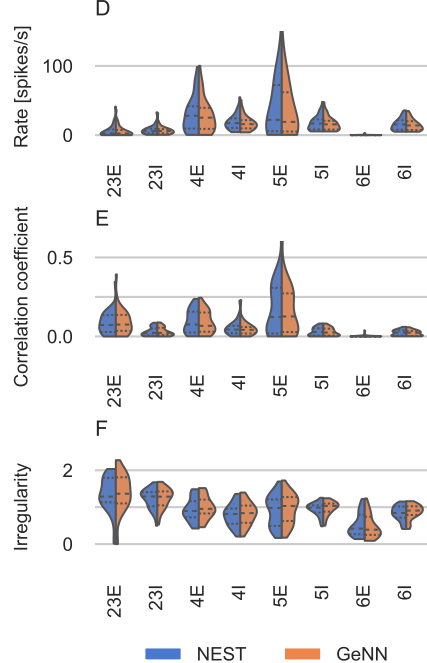 D
Rate [spikes/s]
100
0
23E 23I 4E 4I 5E 5I 6E 6I
E
Correlation coefficient
0.5
0.0
23E 23I 4E 4I 5E 5I 6E 6I
F
Irregularity
2
0
23E 23I 4E 4I 5E 5I 6E 6I
NEST GeNN